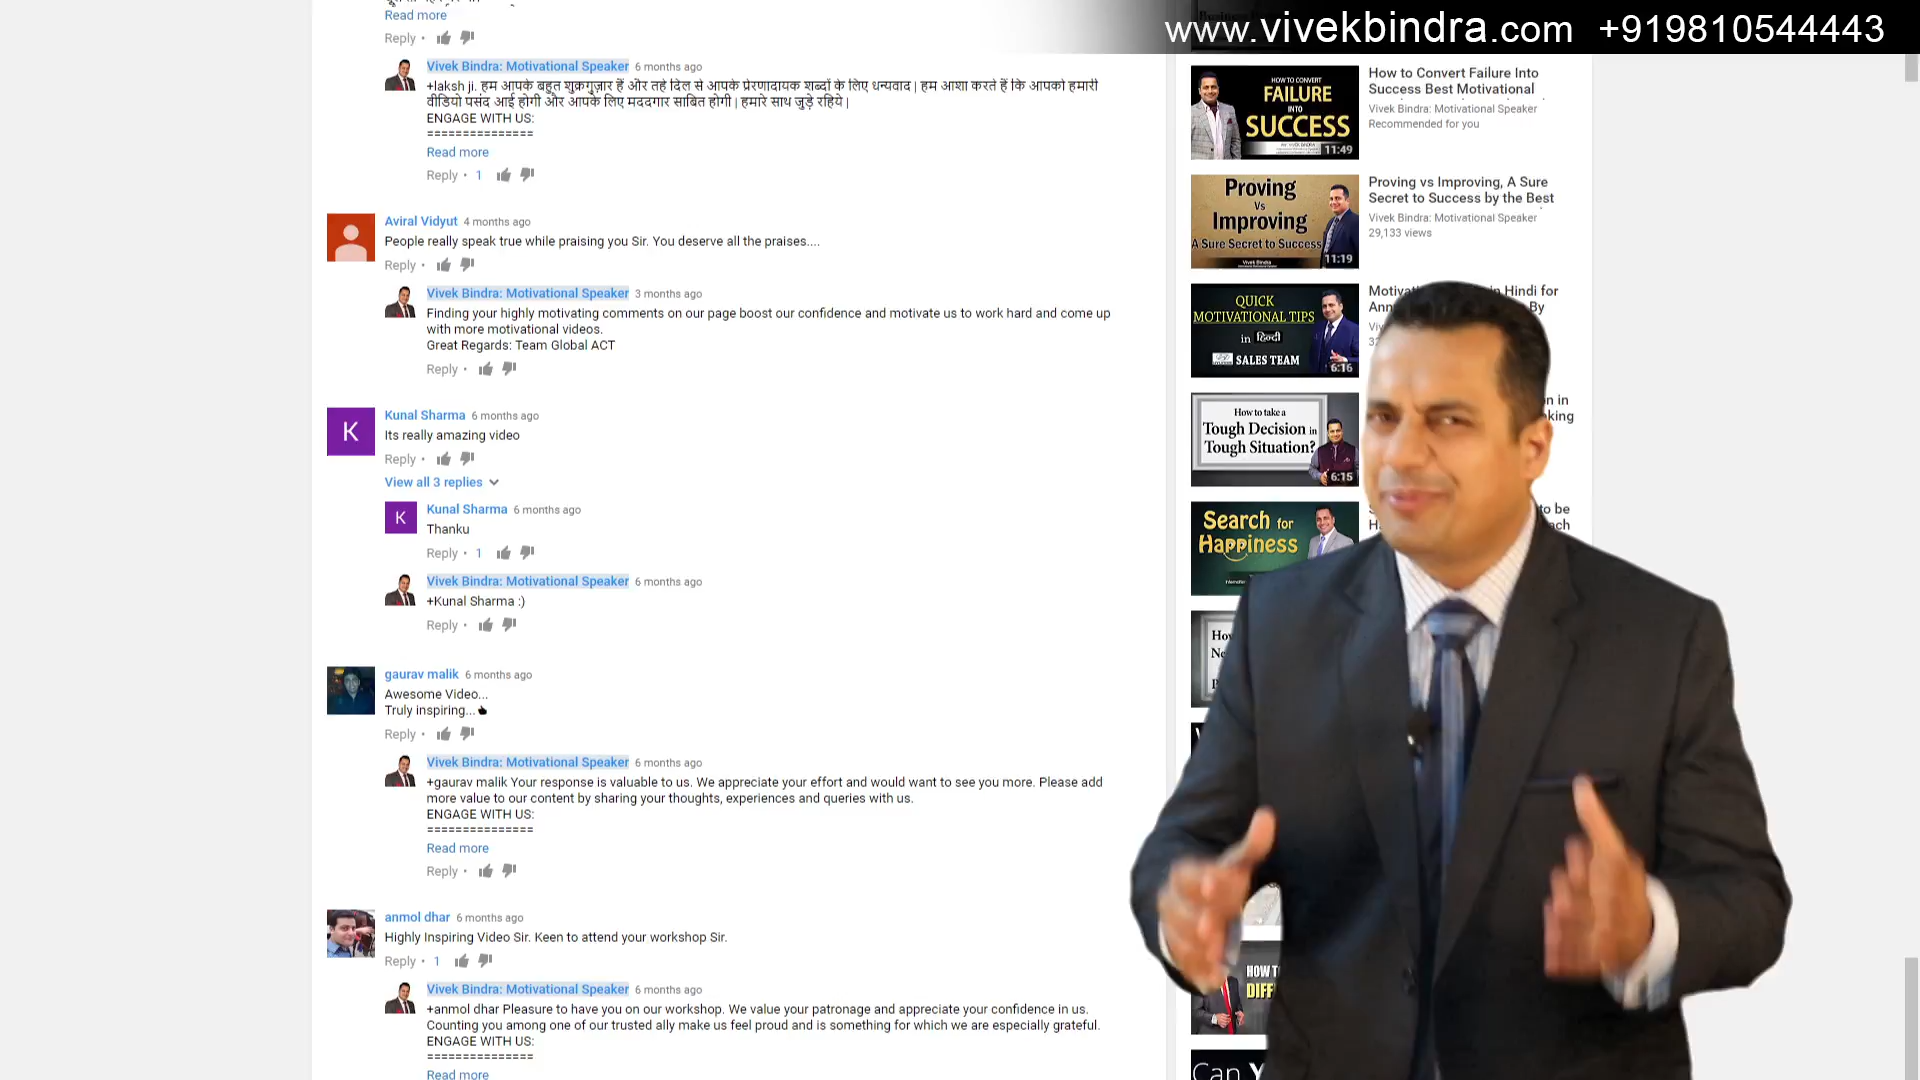 www.vivekbindra.com +919810544443
Read more
Reply •
Vivek Bindra: Motivational Speaker 6 months ago
+laksh ji. हम आपके बहुत शुक्रगुज़ार हैं और तहे दिल से आपके प्रेरणादायक शब्दों के लिए धन्यवाद | हम आशा करते हैं कि आपको हमारी
वीडियो पसंद आई होगी और आपके लिए मददगार साबित होगी | हमारे साथ जुड़े रहिये |
ENGAGE WITH US:
===============
Read more
Reply • 1
Aviral Vidyut 4 months ago
People really speak true while praising you Sir. You deserve all the praises....
Reply •
Vivek Bindra: Motivational Speaker 3 months ago
Finding your highly motivating comments on our page boost our confidence and motivate us to work hard and come up
with more motivational videos.
Great Regards: Team Global ACT
Reply •
K
Kunal Sharma 6 months ago
Its really amazing video
Reply •
View all 3 replies
K
Kunal Sharma 6 months ago
Thanku
Reply • 1
Vivek Bindra: Motivational Speaker 6 months ago
+Kunal Sharma :)
Reply •
gaurav malik 6 months ago
Awesome Video...
Truly inspiring...
Reply •
Vivek Bindra: Motivational Speaker 6 months ago
+gaurav malik Your response is valuable to us. We appreciate your effort and would want to see you more. Please add
more value to our content by sharing your thoughts, experiences and queries with us.
ENGAGE WITH US:
===============
Read more
Reply •
anmol dhar 6 months ago
Highly Inspiring Video Sir. Keen to attend your workshop Sir.
Reply • 1
Vivek Bindra: Motivational Speaker 6 months ago
+anmol dhar Pleasure to have you on our workshop. We value your patronage and appreciate your confidence in us.
Counting you among one of our trusted ally make us feel proud and is something for which we are especially grateful.
ENGAGE WITH US:
===============
Read more
HOW TO CONVERT
FAILURE
INTO
SUCCESS
11:49
How to Convert Failure Into
Success Best Motivational
Vivek Bindra: Motivational Speaker
Recommended for you
Proving
Vs
Improving
A Sure Secret to Success
Vivek Bindra
11:19
Proving vs Improving, A Sure
Secret to Success by the Best
Vivek Bindra: Motivational Speaker
29,133 views
QUICK
MOTIVATIONAL TIPS
in हिन्दी
SALES TEAM
6:16
in Hindi for
By
How to take a
Tough Decision in
Tough Situation?
6:15
in
Search for
Happiness
to be
HOW T
DIFF
Can Y